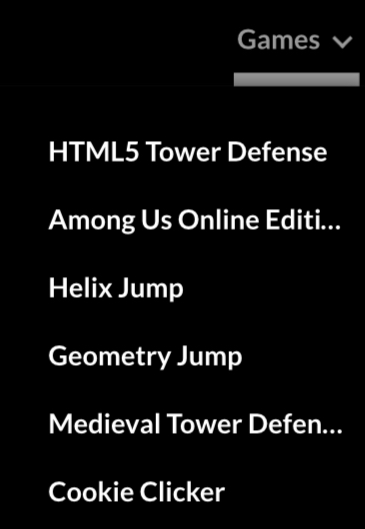 Games
HTML5 Tower Defense
Among Us Online Editi...
Helix Jump
Geometry Jump
Medieval Tower Defen...
Cookie Clicker